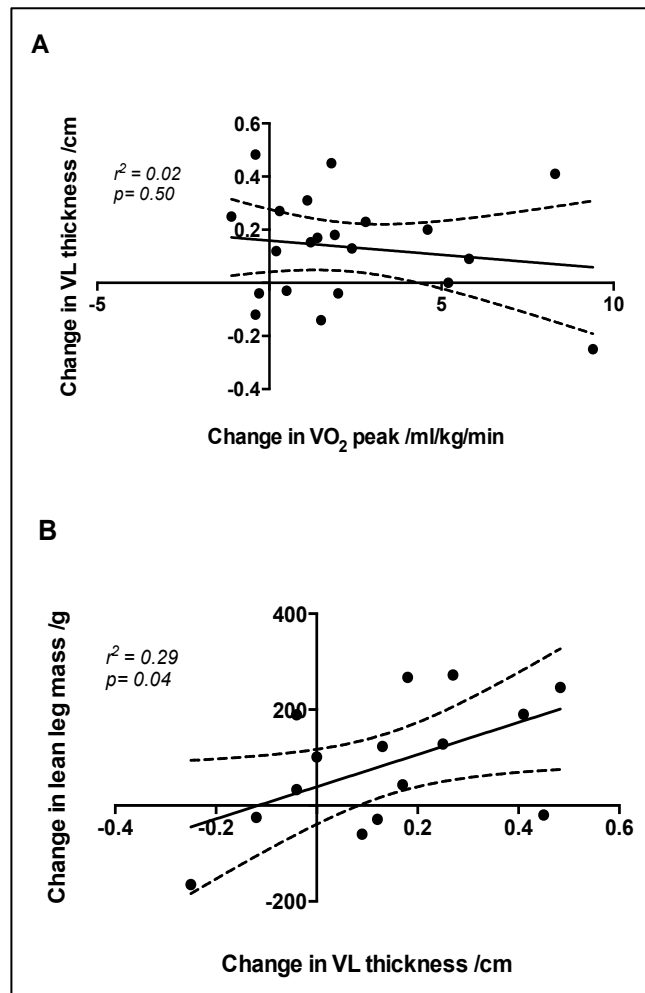 A
Change in VL thickness /cm
r² = 0.02
p= 0.50
0.6
0.4
0.2
-0.2
-0.4
-5
5
10
Change in VO₂ peak /ml/kg/min
B
Change in lean leg mass /g
r² = 0.29
p= 0.04
400
200
-200
-0.4
-0.2
0.2
0.4
0.6
Change in VL thickness /cm